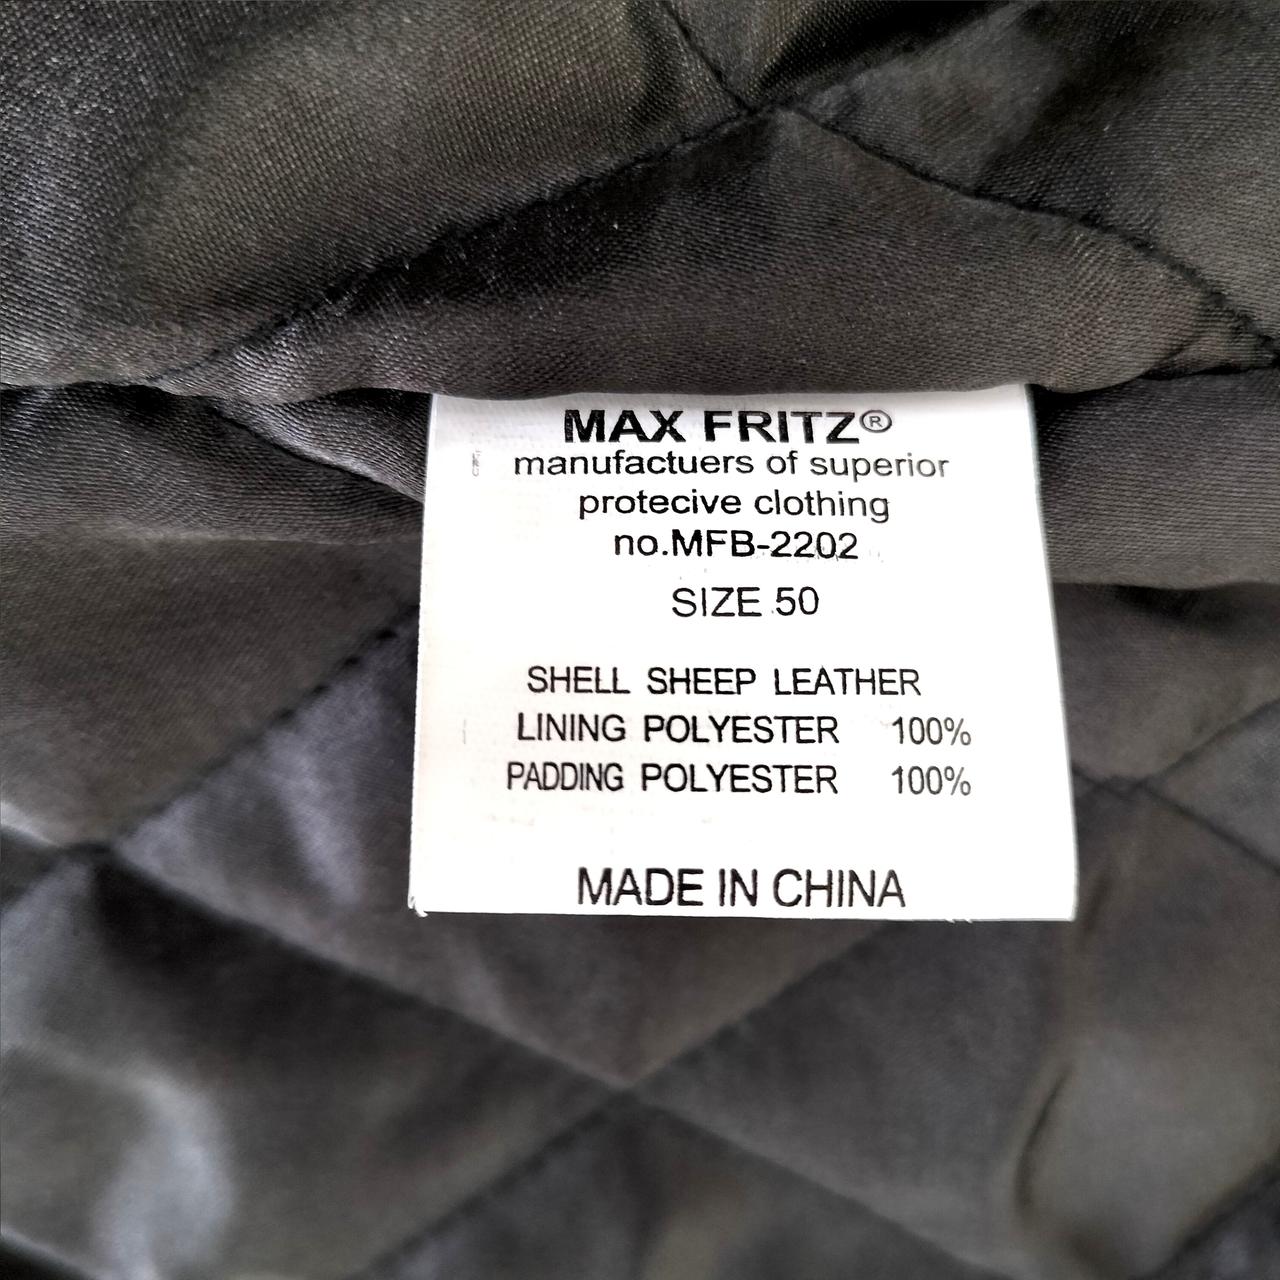 MAX FRITZ®
manufactuers of superior
protecive clothing
no.MFB-2202
SIZE 50
SHELL SHEEP LEATHER
LINING POLYESTER 100%
PADDING POLYESTER 100%
MADE IN CHINA